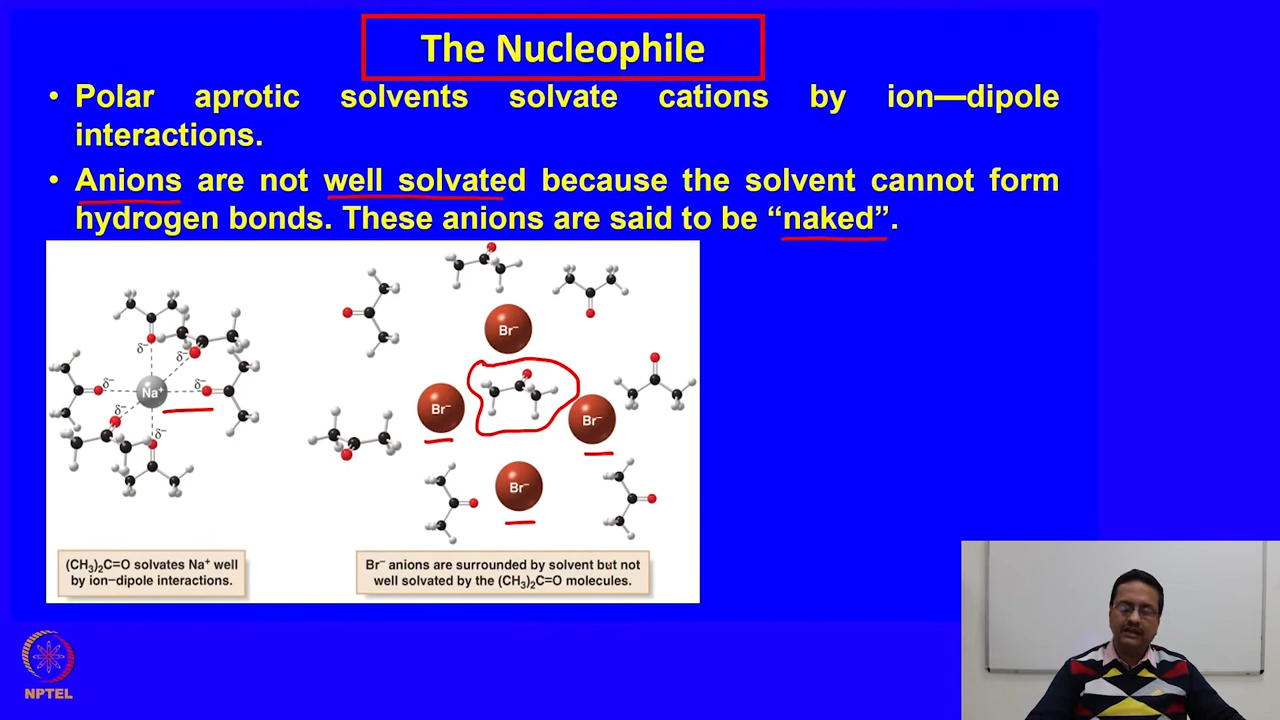 The Nucleophile
• Polar aprotic solvents solvate cations by ion—dipole
interactions.
• Anions are not well solvated because the solvent cannot form
hydrogen bonds. These anions are said to be “naked”.
Br⁻
δ⁻
δ⁻
δ⁻
Na⁺
δ⁻
δ⁻
δ⁻
Br⁻
Br⁻
Br⁻
(CH₃)₂C=O solvates Na⁺ well
by ion–dipole interactions.
Br⁻ anions are surrounded by solvent but not
well solvated by the (CH₃)₂C=O molecules.
NPTEL